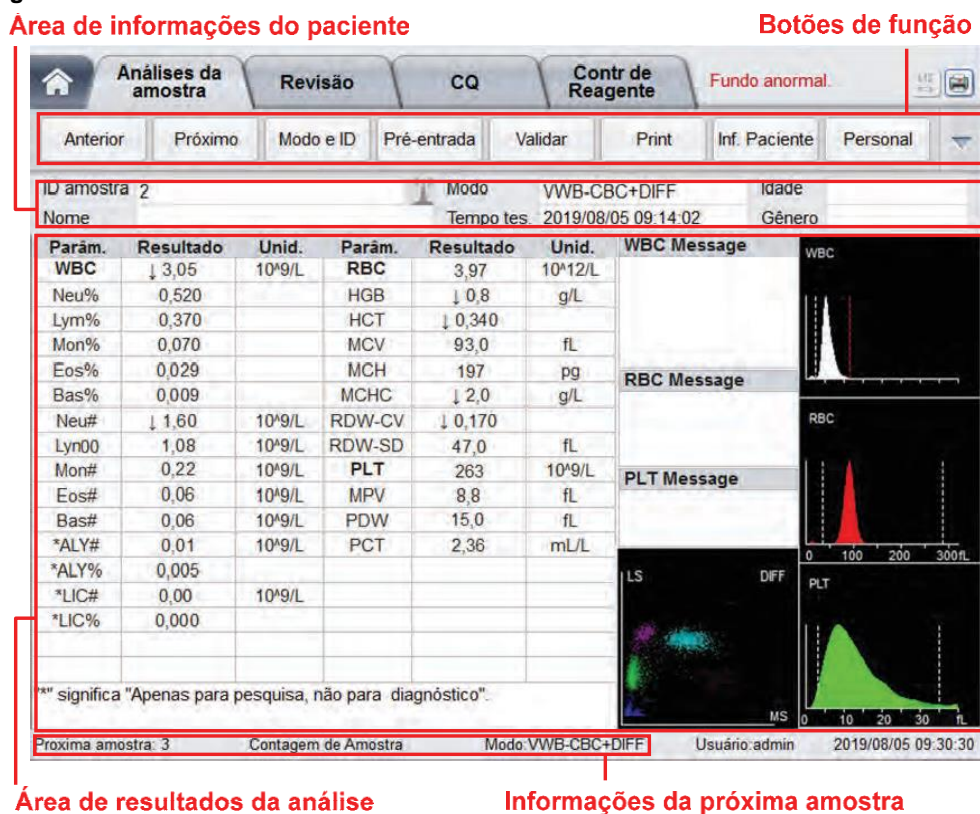 Área de informações do paciente Botões de função
Análises da amostra Revisão CQ Contr de Reagente Fundo anormal.
Anterior Próximo Modo e ID Pré-entrada Validar Print Inf. Paciente Personal
ID amostra 2 Modo VWB-CBC+DIFF Idade
Nome Tempo tes. 2019/08/05 09:14:02 Gênero
Parâm. Resultado Unid. Parâm. Resultado Unid. WBC Message WBC
WBC ↓ 3,05 10^9/L RBC 3,97 10^12/L
Neu% 0,520 HGB ↓ 0,8 g/L
Lym% 0,370 HCT ↓ 0,340
Mon% 0,070 MCV 93,0 fL
Eos% 0,029 MCH 197 pg RBC Message
Bas% 0,009 MCHC ↓ 2,0 g/L
Neu# ↓ 1,60 10^9/L RDW-CV ↓ 0,170 RBC
Lyn00 1,08 10^9/L RDW-SD 47,0 fL
Mon# 0,22 10^9/L PLT 263 10^9/L PLT Message
Eos# 0,06 10^9/L MPV 8,8 fL
Bas# 0,06 10^9/L PDW 15,0 fL
*ALY# 0,01 10^9/L PCT 2,36 mL/L 0 100 200 300fL
*ALY% 0,005 LS DIFF PLT
*LIC# 0,00 10^9/L
*LIC% 0,000
"*" significa "Apenas para pesquisa, não para diagnóstico".
MS 0 10 20 30 fL
Proxima amostra: 3 Contagem de Amostra Modo:VWB-CBC+DIFF Usuário:admin 2019/08/05 09:30:30
Área de resultados da análise Informações da próxima amostra